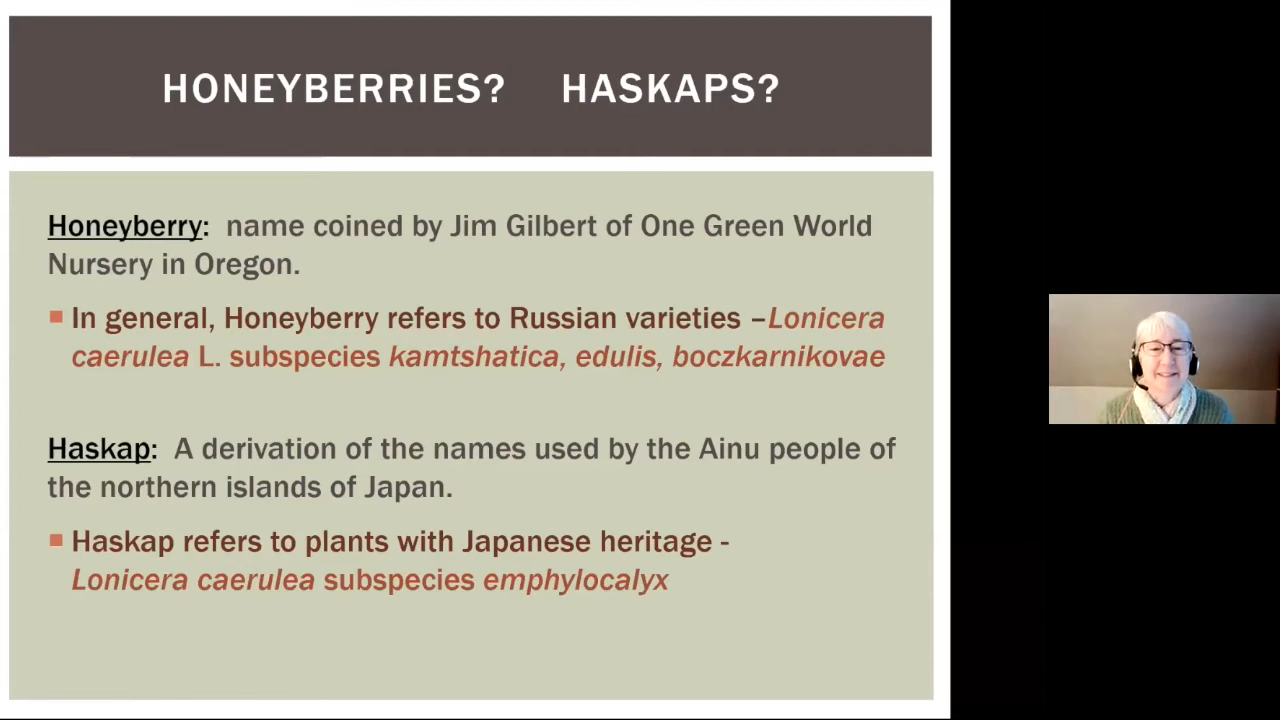 HONEYBERRIES? HASKAPS?
Honeyberry: name coined by Jim Gilbert of One Green World
Nursery in Oregon.
In general, Honeyberry refers to Russian varieties –Lonicera
caerulea L. subspecies kamtshatica, edulis, boczkarnikovae
Haskap: A derivation of the names used by the Ainu people of
the northern islands of Japan.
Haskap refers to plants with Japanese heritage -
Lonicera caerulea subspecies emphylocalyx